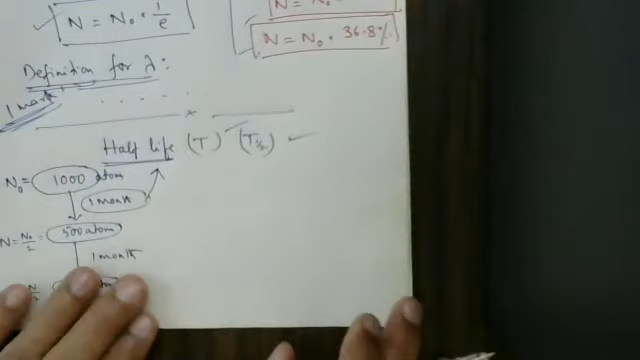 N = N₀ · 1/e
N = N₀ ·
N = N₀ · 36.8%
Definition for λ:
1 mark
Half life (T) (T½)
N₀ = 1000 atom
1 month
N = N₀/2 = 500 atom
1 month